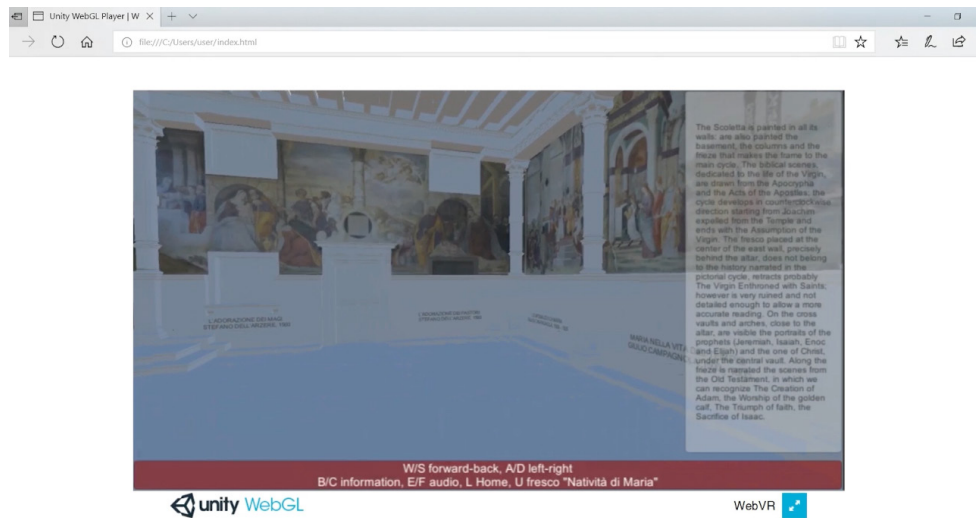 Unity WebGL Player | W
file:///C:/Users/user/index.html
The Scoletta is painted in all its
walls: are also painted the
basement, the columns and the
frieze that makes the frame to the
main cycle. The biblical scenes,
dedicated to the life of the Virgin,
are drawn from the Apocrypha
and the Acts of the Apostles; the
cycle develops in counterclockwise
direction starting from Joachim
expelled from the Temple and
ends with the Assumption of the
Virgin. The fresco placed at the
center of the east wall, precisely
behind the altar, does not belong
to the history narrated in the
pictorial cycle, retracts probably
The Virgin Enthroned with Saints;
however is very ruined and not
detailed enough to allow a more
accurate reading. On the cross
vaults and arches, close to the
altar, are visible the portraits of the
prophets (Jeremiah, Isaiah, Enoc
and Elijah) and the one of Christ,
under the central vault. Along the
frieze is narrated the scenes from
the Old Testament, in which we
can recognize The Creation of
Adam, the Worship of the golden
calf, The Triumph of faith, the
Sacrifice of Isaac.
L'ADORAZIONE DEI MAGI
STEFANO DELL'ARZERE, 1560
MARIA NELLA VITA
GIULIO CAMPAGNO
W/S forward-back, A/D left-right
B/C information, E/F audio, L Home, U fresco "Natività di Maria"
unity WebGL
WebVR